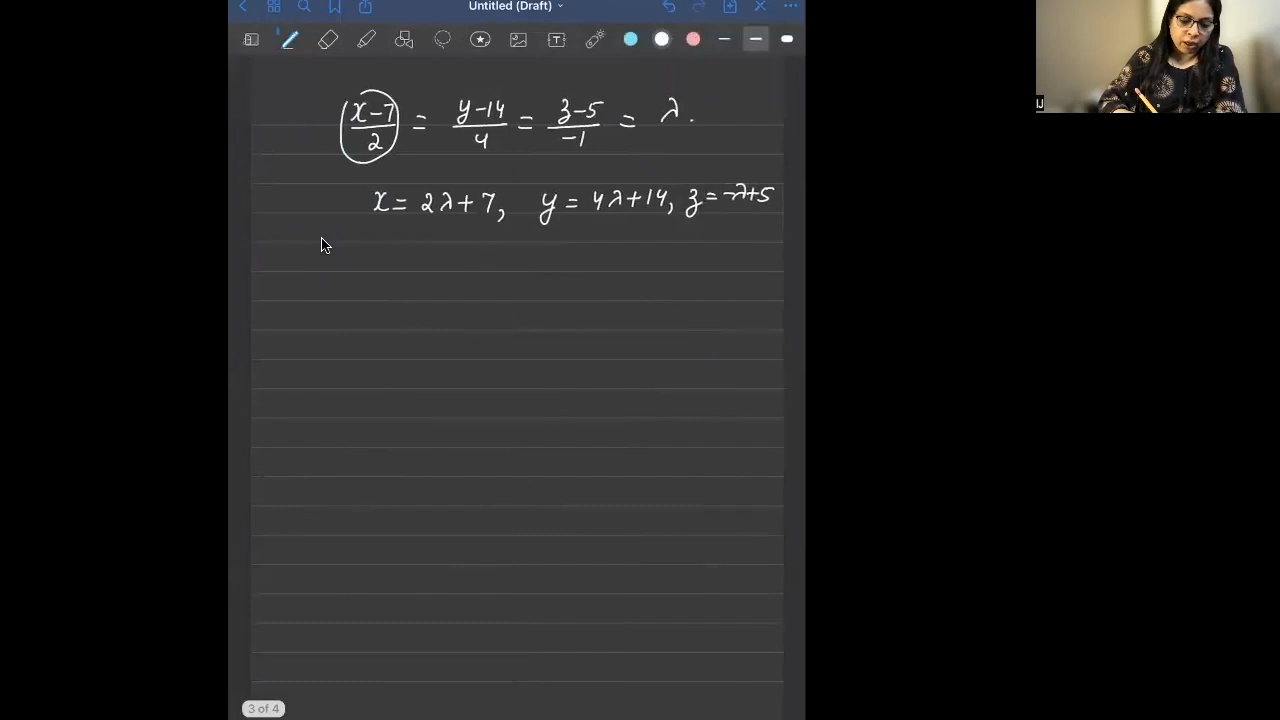 Untitled (Draft)
x-7/2 = y-14/4 = z-5/-1 = λ.
x = 2λ+7, y = 4λ+14, z = -λ+5
3 of 4